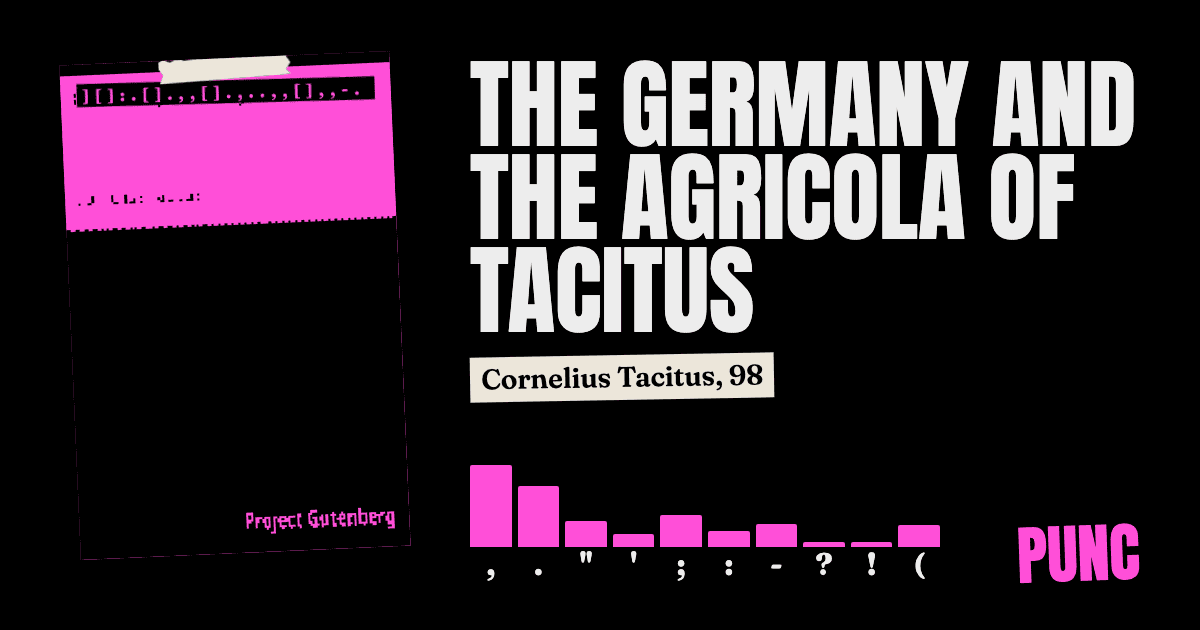 :][]:.[].,,[].,..,,[],,-.
Project Gutenberg
THE GERMANY AND
THE AGRICOLA OF
TACITUS
Cornelius Tacitus, 98
, . " ' ; : - ? ! (
PUNC